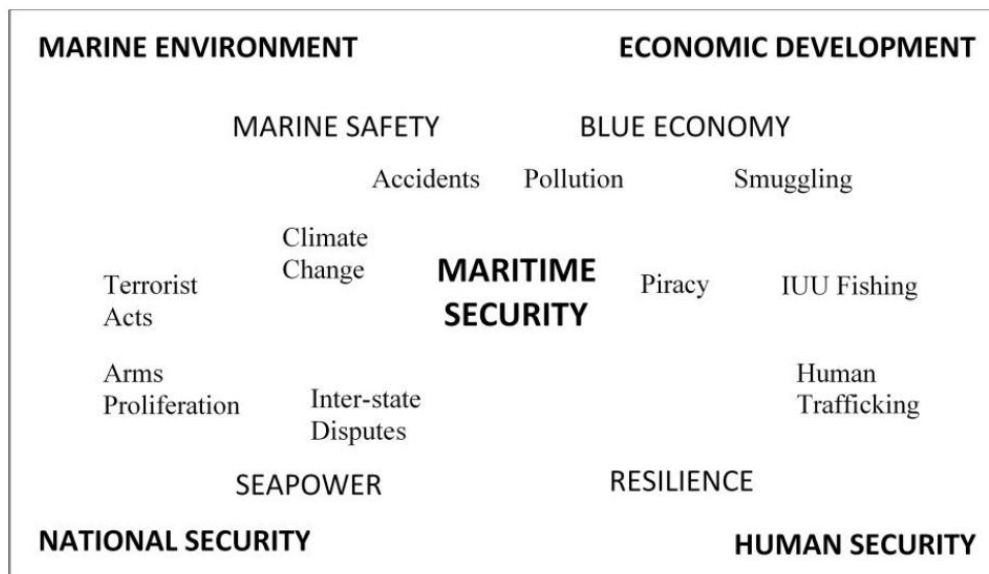 MARINE ENVIRONMENT
ECONOMIC DEVELOPMENT
MARINE SAFETY
BLUE ECONOMY
Accidents
Pollution
Smuggling
Climate
Change
MARITIME
SECURITY
Terrorist
Acts
Piracy
IUU Fishing
Arms
Proliferation
Inter-state
Disputes
Human
Trafficking
SEAPOWER
RESILIENCE
NATIONAL SECURITY
HUMAN SECURITY